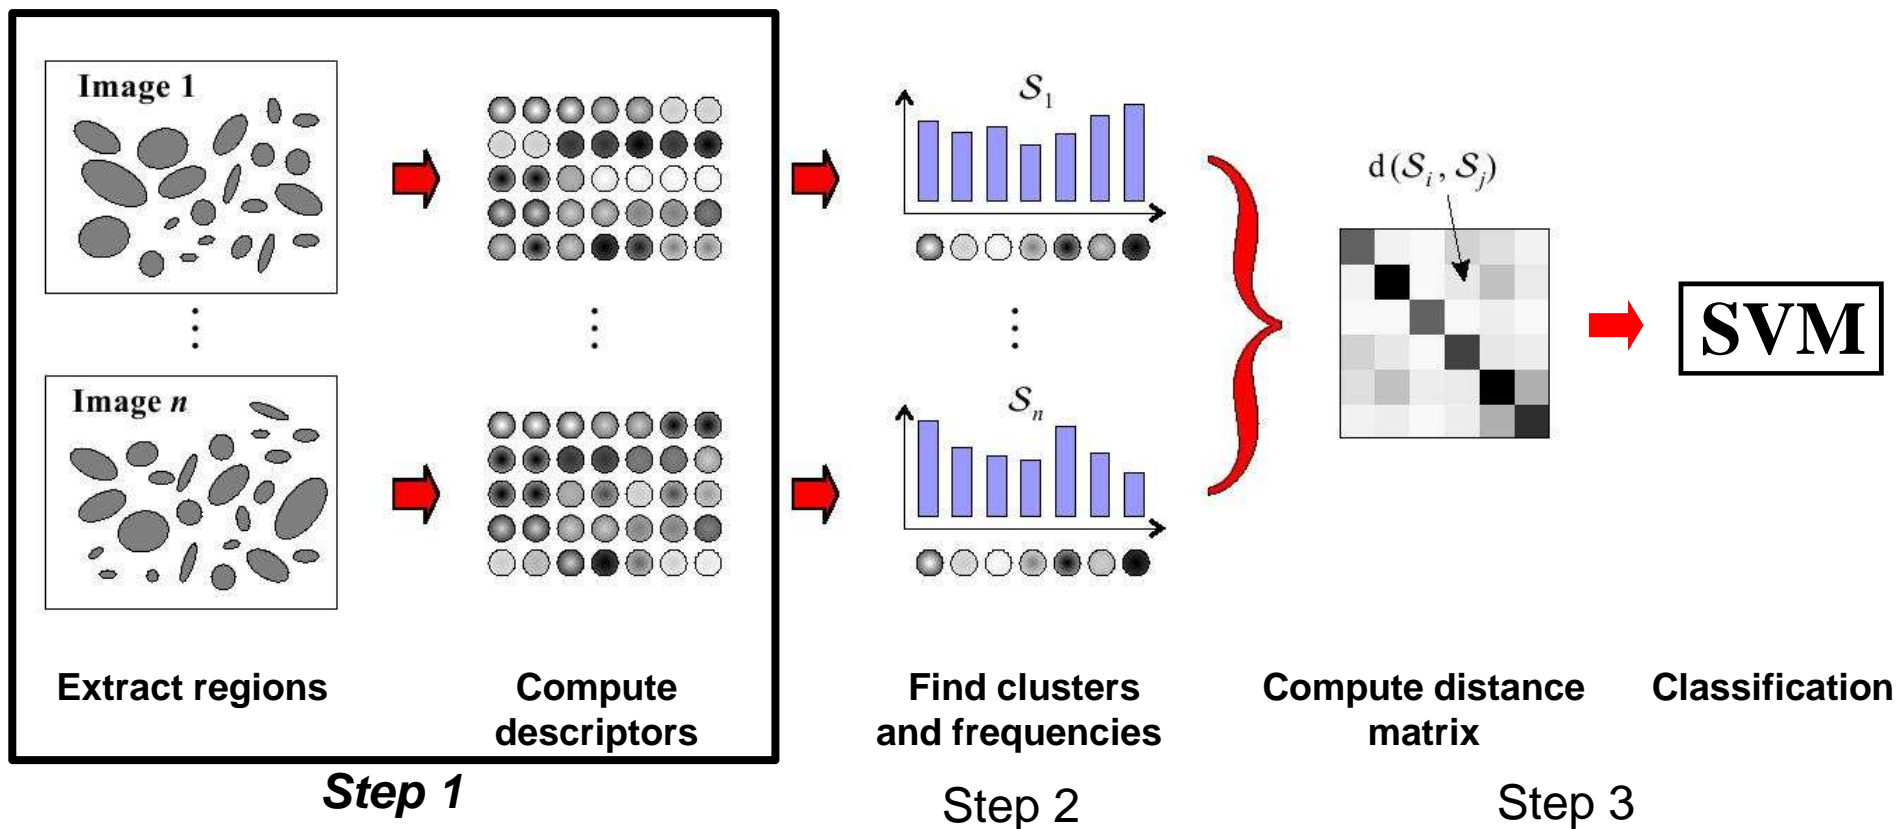 Image 1
S1
d(Si, Sj)
SVM
Image n
Sn
Extract regions
Compute
descriptors
Find clusters
and frequencies
Compute distance
matrix
Classification
Step 1
Step 2
Step 3